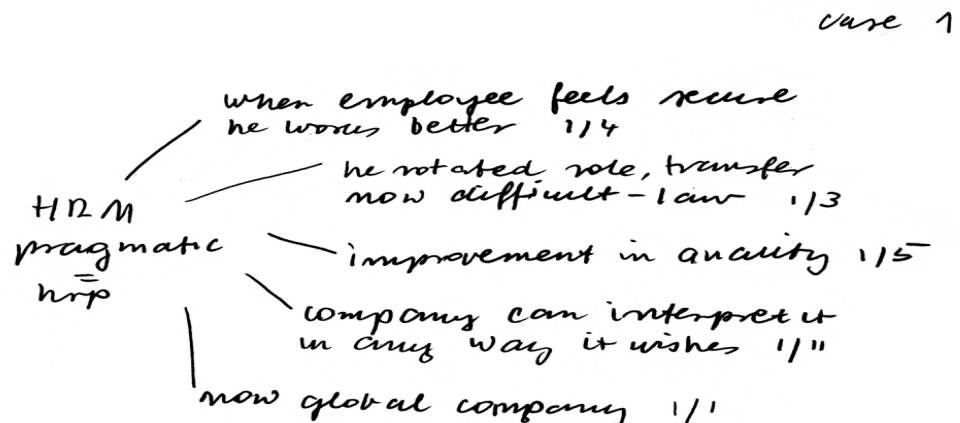 case 1
when employee feels secure
he works better 1/4
he rotated role, transfer
now difficult - law 1/3
HRM
pragmatic
=
hrp
improvement in quality 1/5
company can interpret it
in any way it wishes 1/11
now global company 1/1